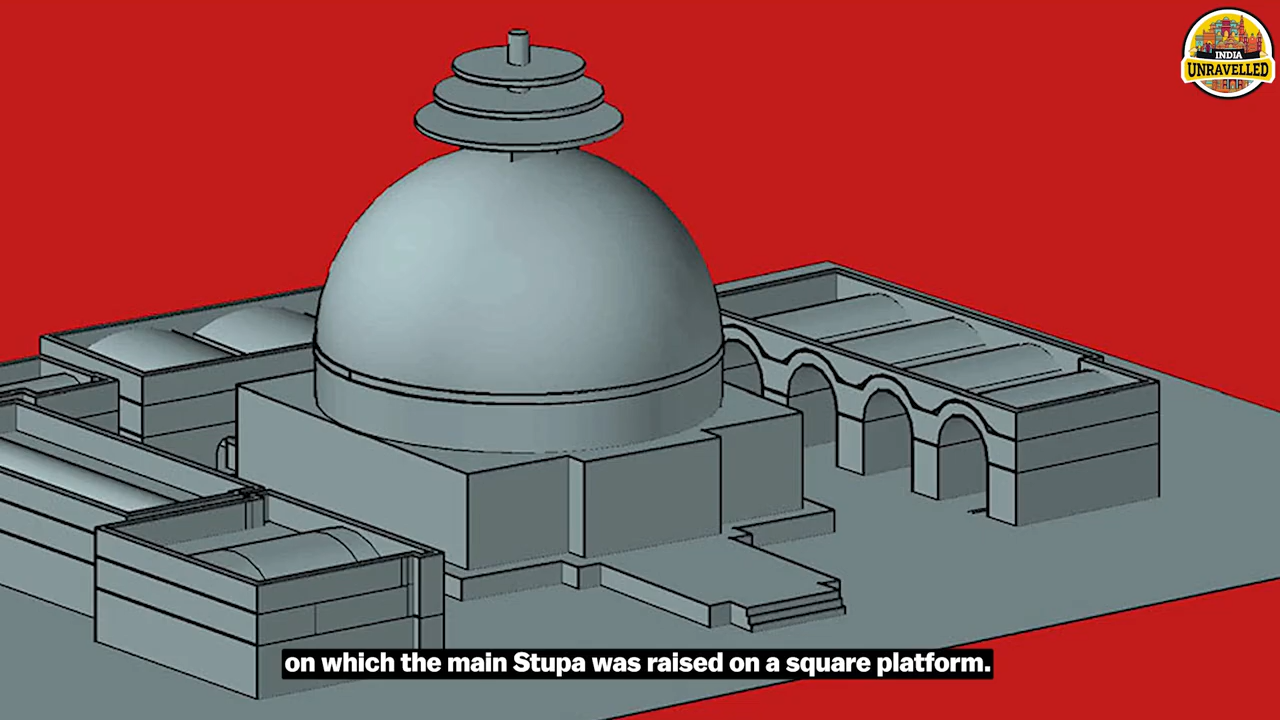 INDIA
UNRAVELLED
on which the main Stupa was raised on a square platform.